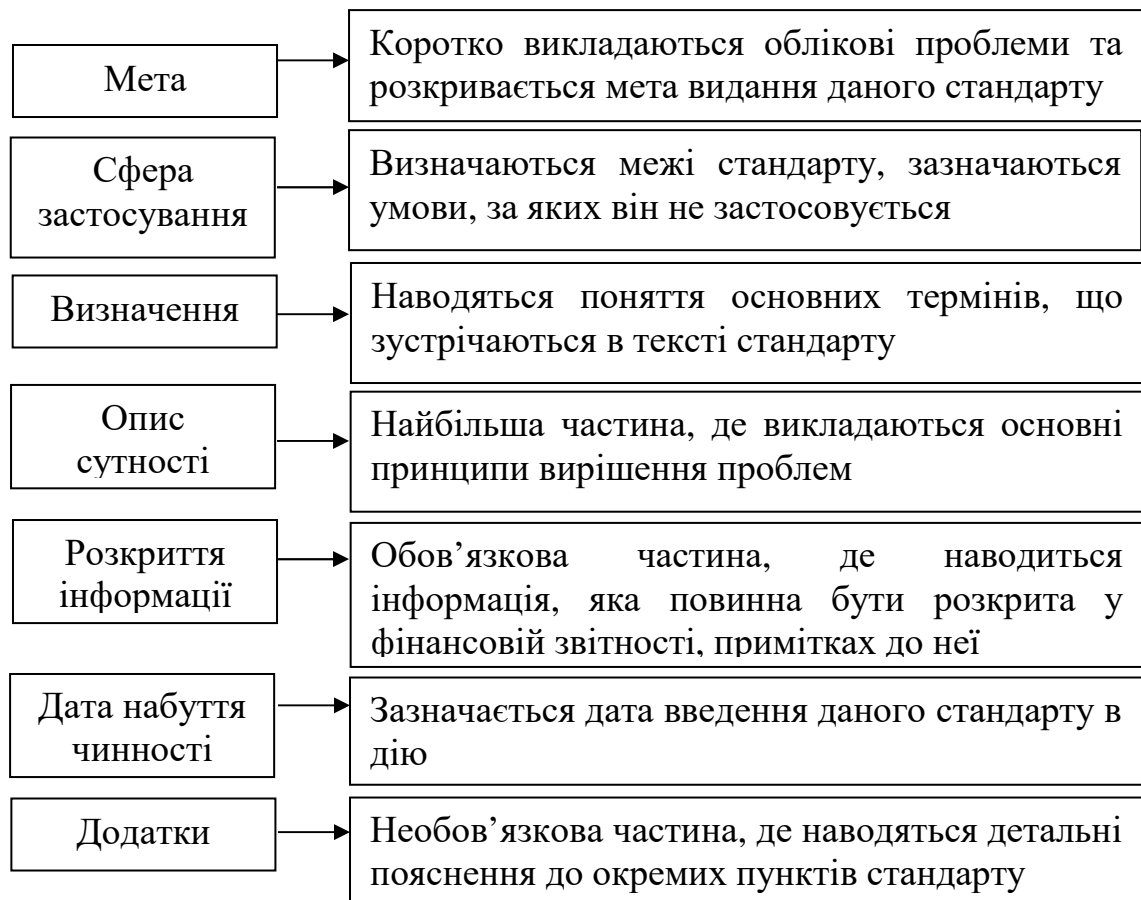 Мета
Коротко викладаються облікові проблеми та
розкривається мета видання даного стандарту
Сфера
застосування
Визначаються межі стандарту, зазначаються
умови, за яких він не застосовується
Визначення
Наводяться поняття основних термінів, що
зустрічаються в тексті стандарту
Опис
сутності
Найбільша частина, де викладаються основні
принципи вирішення проблем
Розкриття
інформації
Обов’язкова частина, де наводиться
інформація, яка повинна бути розкрита у
фінансовій звітності, примітках до неї
Дата набуття
чинності
Зазначається дата введення даного стандарту в
дію
Додатки
Необов’язкова частина, де наводяться детальні
пояснення до окремих пунктів стандарту